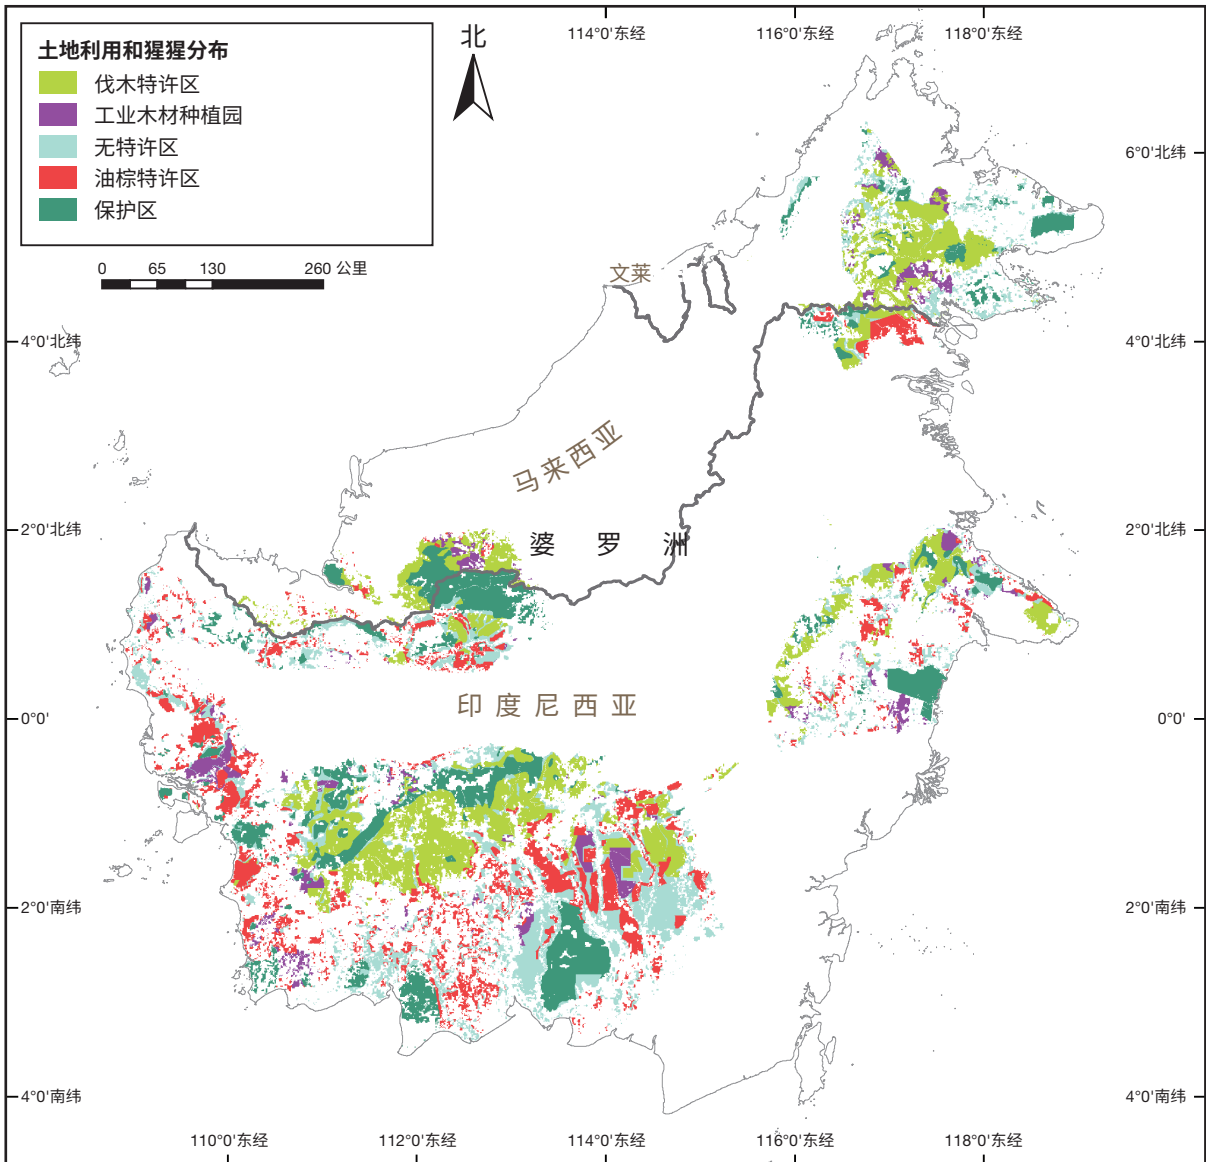 土地利用和猩猩分布
伐木特许区
工业木材种植园
无特许区
油棕特许区
保护区
北
114°0'东经
116°0'东经
118°0'东经
6°0'北纬
0 65 130 260 公里
文莱
4°0'北纬
4°0'北纬
马来西亚
2°0'北纬
婆罗洲
2°0'北纬
印度尼西亚
0°0'
0°0'
2°0'南纬
2°0'南纬
4°0'南纬
4°0'南纬
110°0'东经
112°0'东经
114°0'东经
116°0'东经
118°0'东经